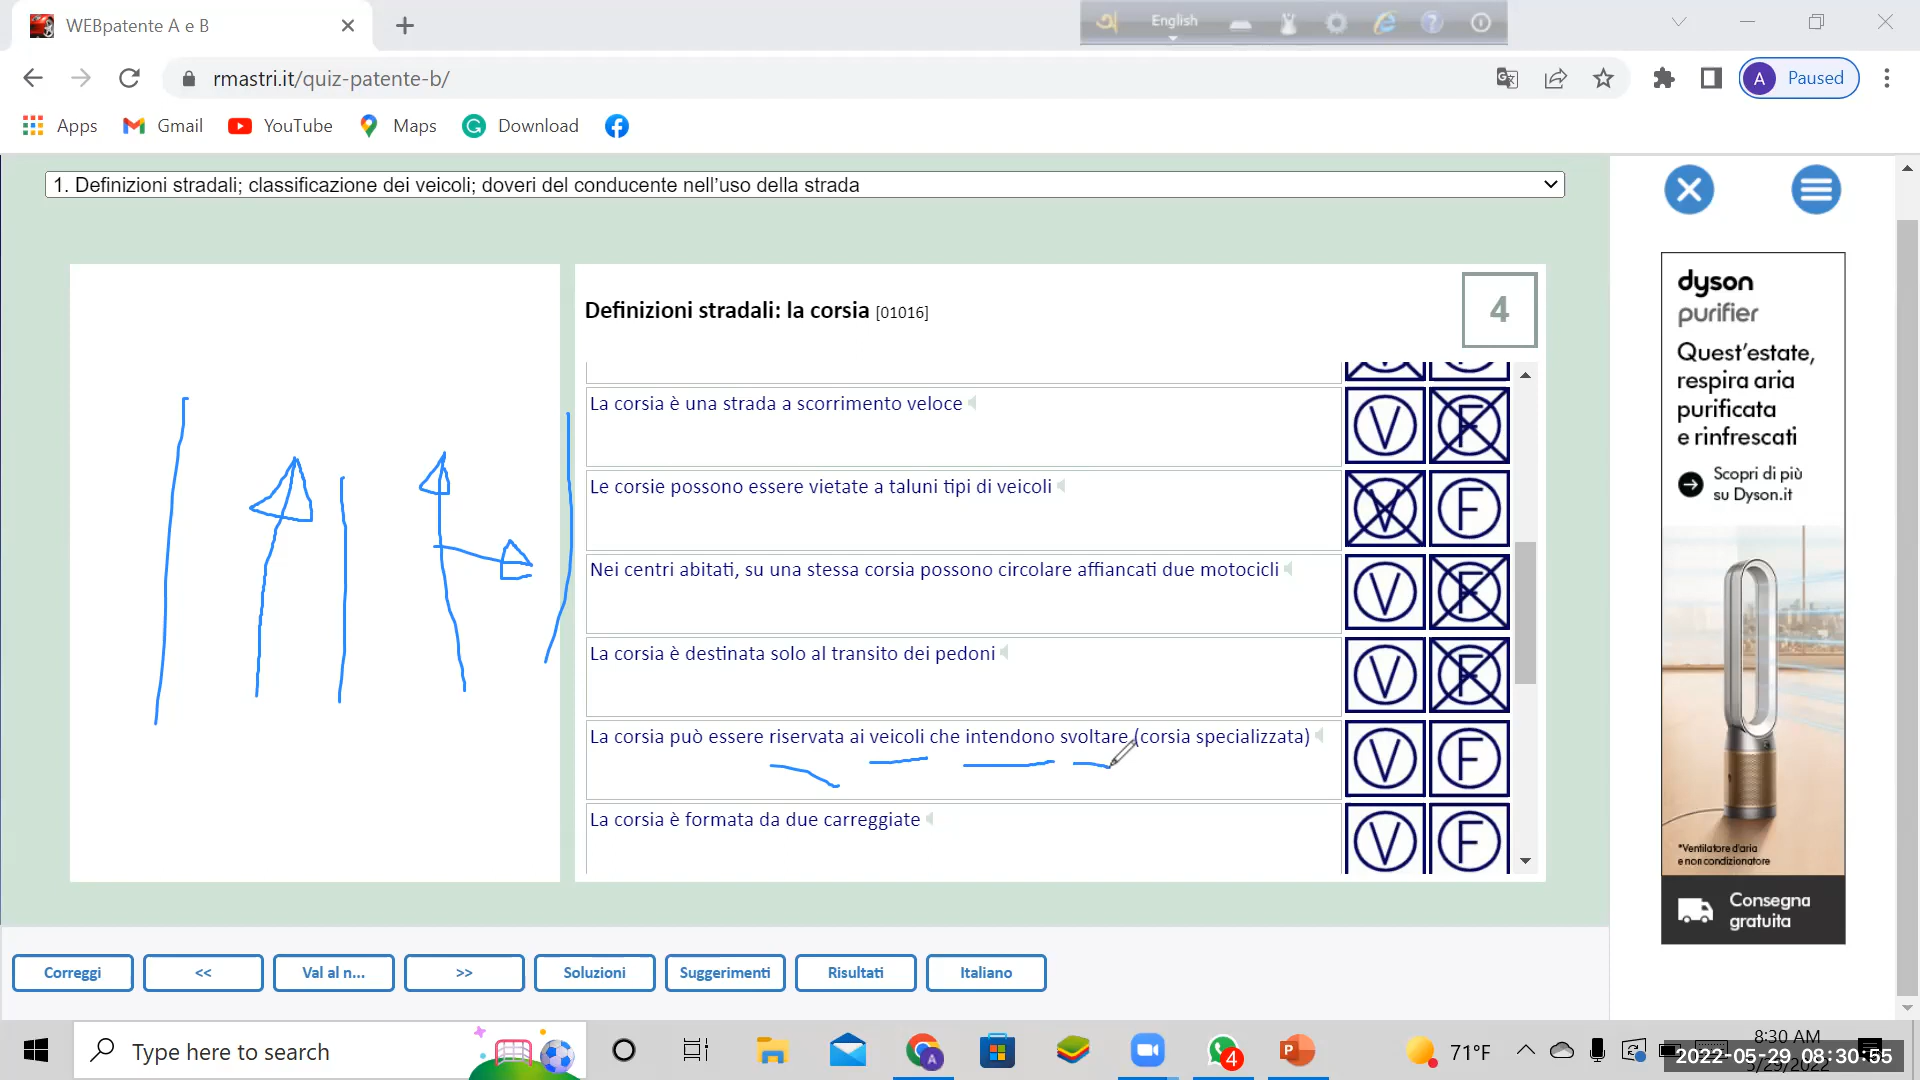 WEBpatente A e B
English
rmastri.it/quiz-patente-b/
A
Paused
Apps
Gmail
YouTube
Maps
Download
1. Definizioni stradali; classificazione dei veicoli; doveri del conducente nell'uso della strada
Definizioni stradali: la corsia [01016]
4
La corsia è una strada a scorrimento veloce
V
F
Le corsie possono essere vietate a taluni tipi di veicoli
V
F
Nei centri abitati, su una stessa corsia possono circolare affiancati due motocicli
V
F
La corsia è destinata solo al transito dei pedoni
V
F
La corsia può essere riservata ai veicoli che intendono svoltare (corsia specializzata)
V
F
La corsia è formata da due carreggiate
V
F
dyson
purifier
Quest'estate,
respira aria
purificata
e rinfrescati
Scopri di più
su Dyson.it
*Ventilatore d'aria
e non condizionatore
Consegna
gratuita
Correggi
<<
Val al n...
>>
Soluzioni
Suggerimenti
Risultati
Italiano
Type here to search
A
4
P
71°F
8:30 AM
2022-05-29 08:30:55